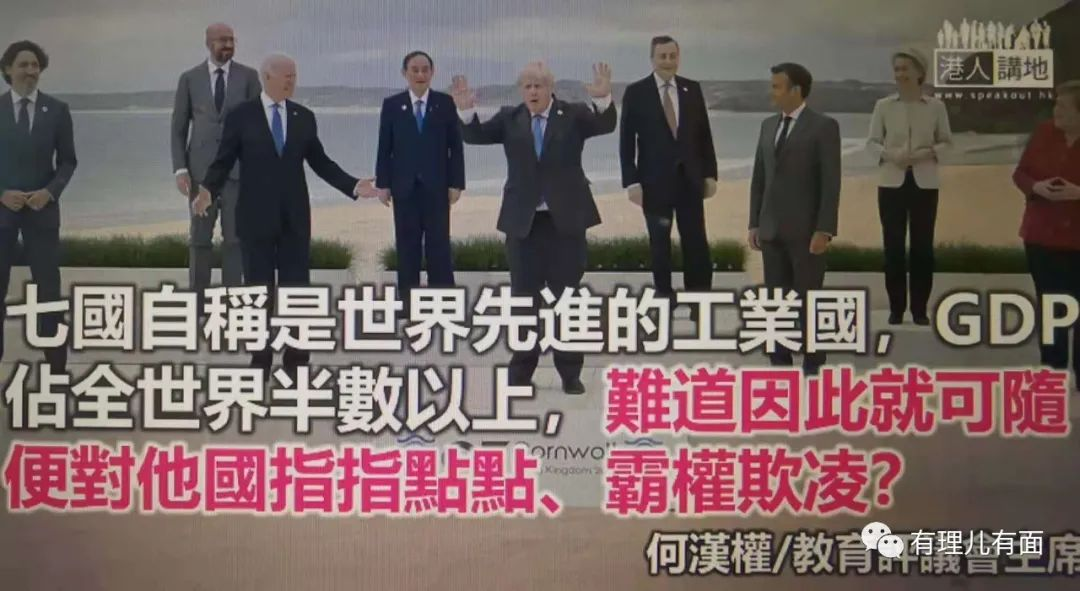 港人講地
www.speakout.hk
七國自稱是世界先進的工業國，GDP
佔全世界半數以上，難道因此就可隨
Kingdom
便對他國指指點點、霸權欺凌？
何漢權/教育評議會主席
有理儿有面